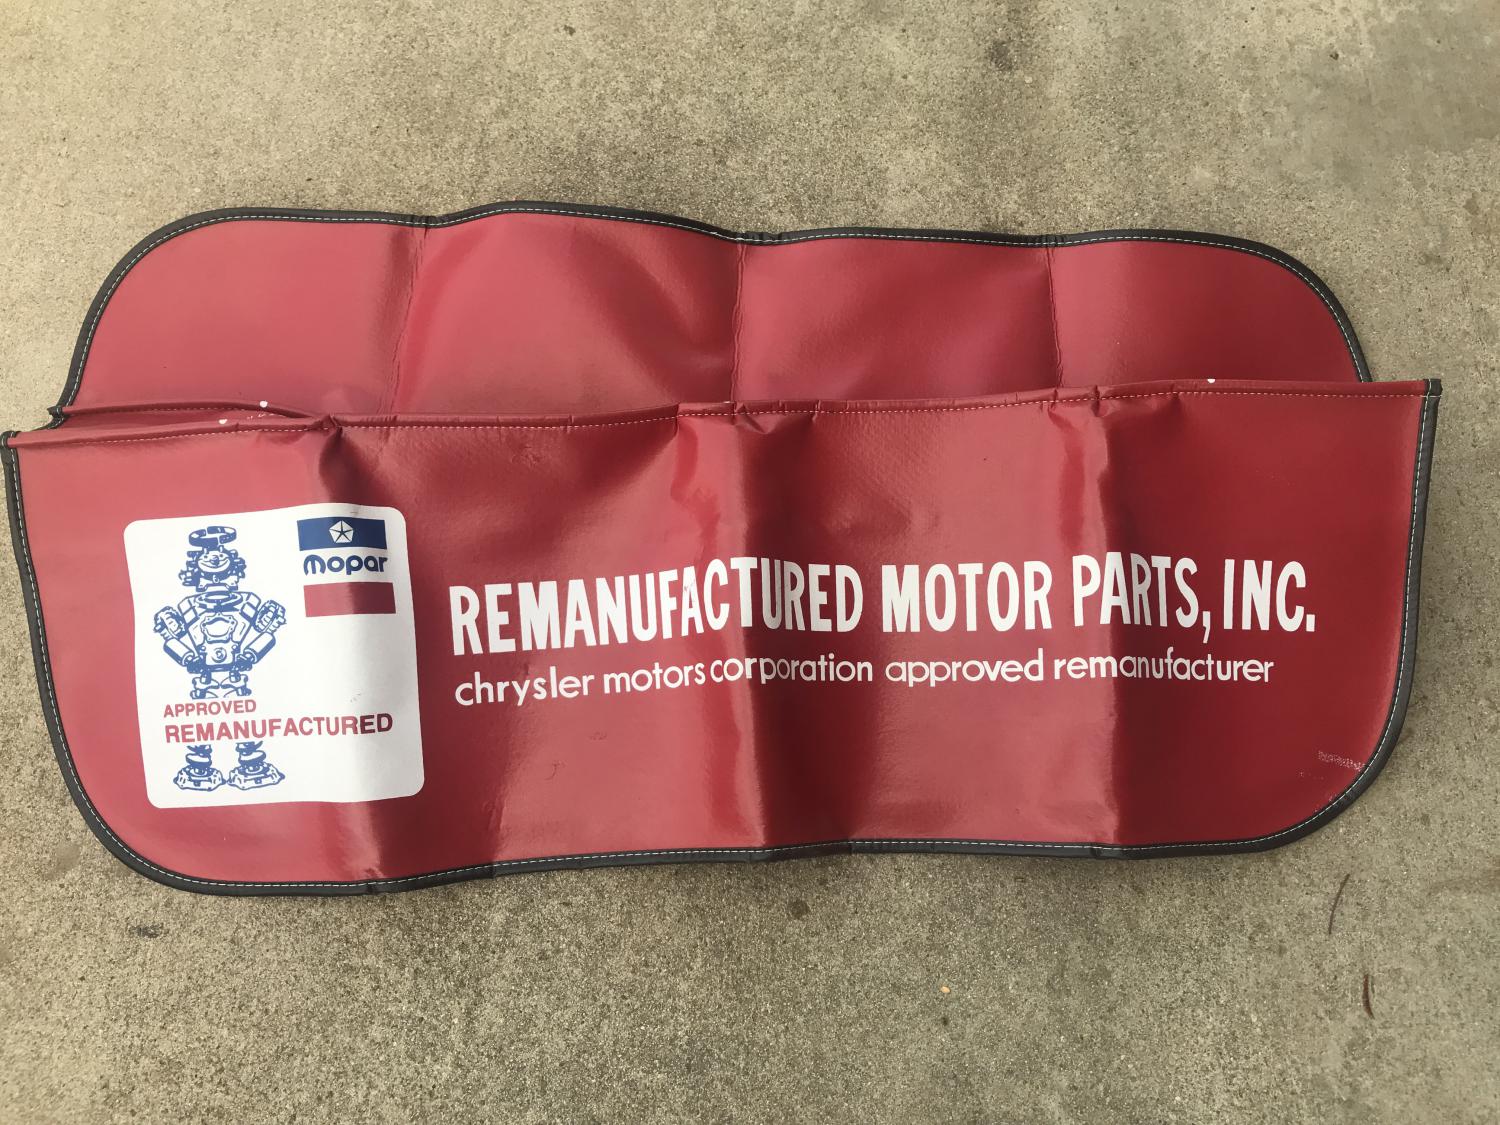 mopar
APPROVED
REMANUFACTURED
REMANUFACTURED MOTOR PARTS, INC.
chrysler motors corporation approved remanufacturer